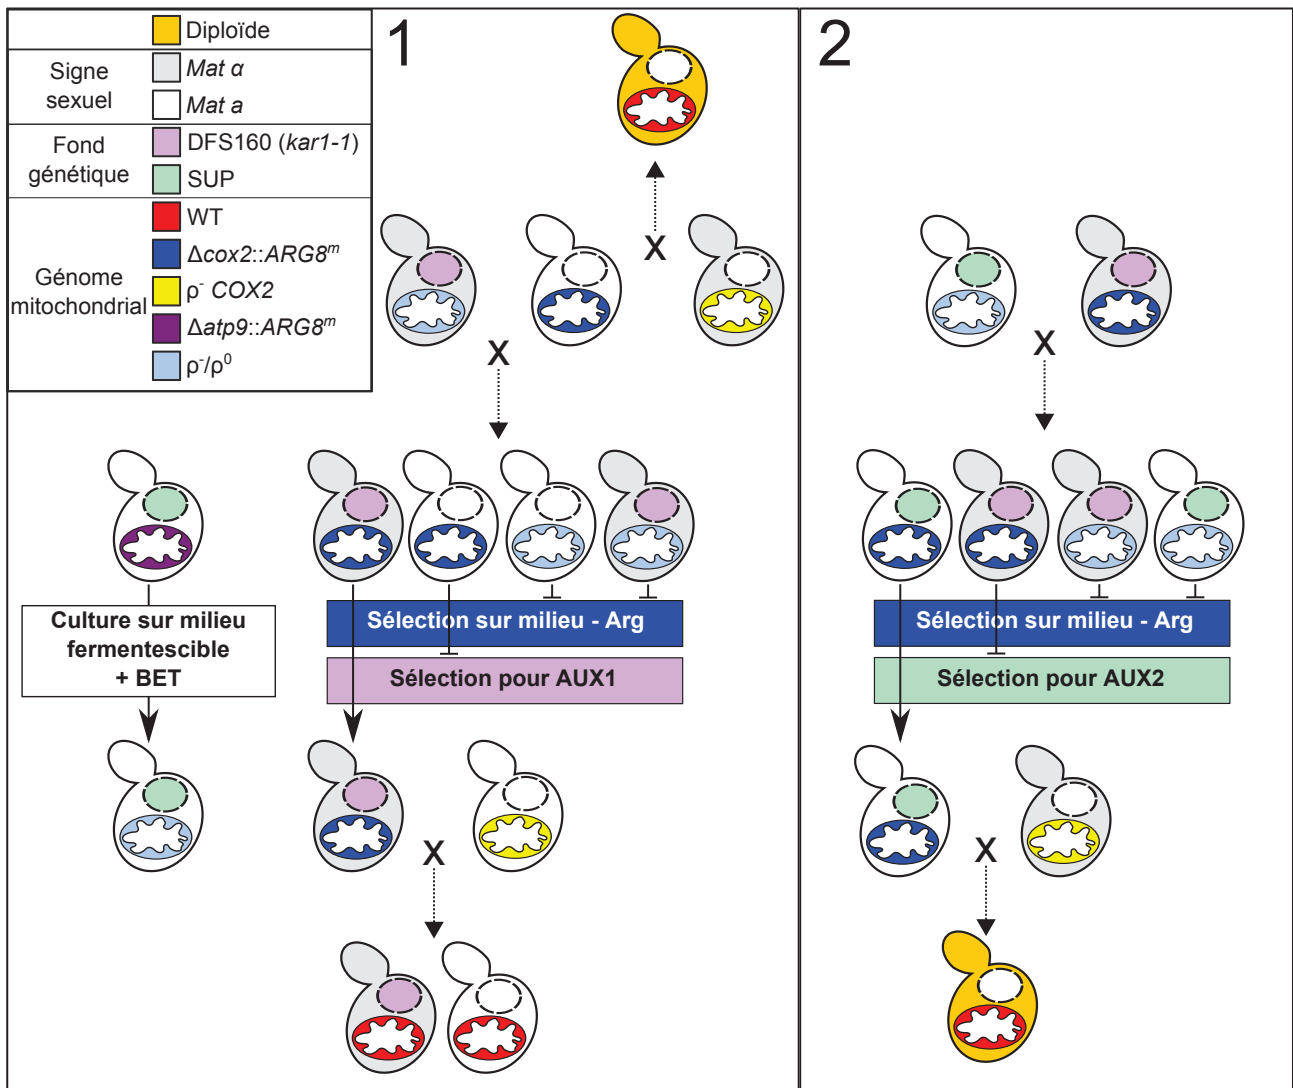 Diploïde
Signe
sexuel
Mat α
Mat a
Fond
génétique
DFS160 (kar1-1)
SUP
Génome
mitochondrial
WT
Δcox2::ARG8ᵐ
ρ⁻ COX2
Δatp9::ARG8ᵐ
ρ⁻/ρ⁰
1
X
X
Culture sur milieu
fermentescible
+ BET
Sélection sur milieu - Arg
Sélection pour AUX1
X
2
X
Sélection sur milieu - Arg
Sélection pour AUX2
X